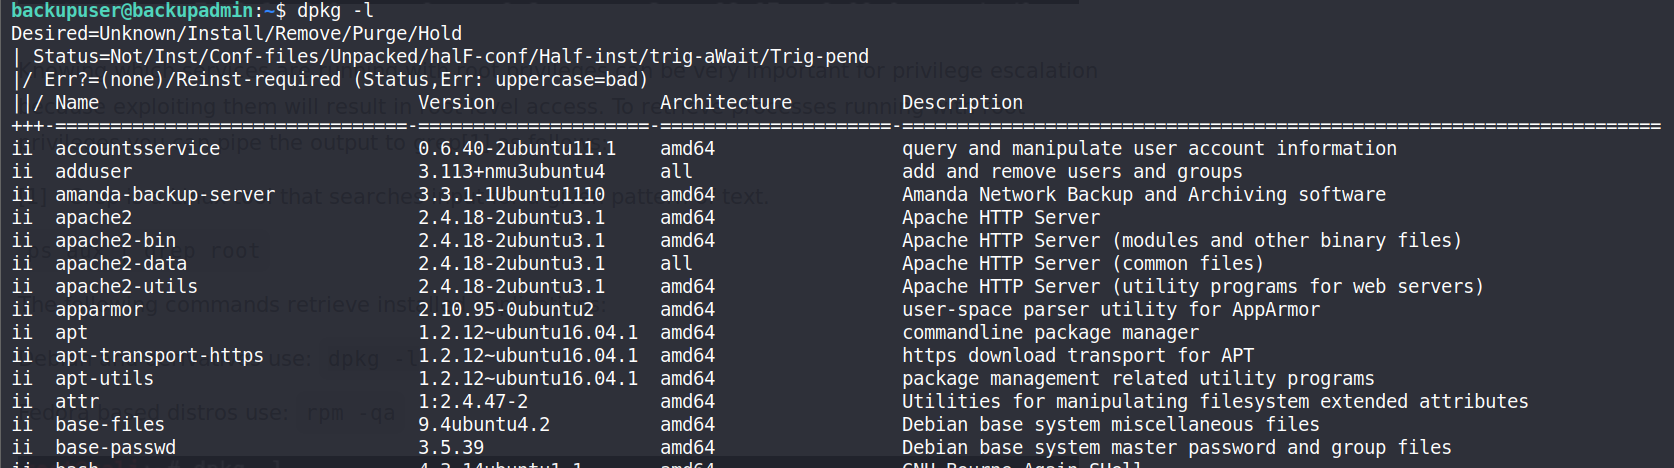 backupuser@backupadmin:~$ dpkg -l
Desired=Unknown/Install/Remove/Purge/Hold
| Status=Not/Inst/Conf-files/Unpacked/halF-conf/Half-inst/trig-aWait/Trig-pend
|/ Err?=(none)/Reinst-required (Status,Err: uppercase=bad)
||/ Name Version Architecture Description
+++-================================-=====================-=====================-=====================================================================
ii accountsservice 0.6.40-2ubuntu11.1 amd64 query and manipulate user account information
ii adduser 3.113+nmu3ubuntu4 all add and remove users and groups
ii amanda-backup-server 3.3.1-1Ubuntu1110 amd64 Amanda Network Backup and Archiving software
ii apache2 2.4.18-2ubuntu3.1 amd64 Apache HTTP Server
ii apache2-bin 2.4.18-2ubuntu3.1 amd64 Apache HTTP Server (modules and other binary files)
ii apache2-data 2.4.18-2ubuntu3.1 all Apache HTTP Server (common files)
ii apache2-utils 2.4.18-2ubuntu3.1 amd64 Apache HTTP Server (utility programs for web servers)
ii apparmor 2.10.95-0ubuntu2 amd64 user-space parser utility for AppArmor
ii apt 1.2.12~ubuntu16.04.1 amd64 commandline package manager
ii apt-transport-https 1.2.12~ubuntu16.04.1 amd64 https download transport for APT
ii apt-utils 1.2.12~ubuntu16.04.1 amd64 package management related utility programs
ii attr 1:2.4.47-2 amd64 Utilities for manipulating filesystem extended attributes
ii base-files 9.4ubuntu4.2 amd64 Debian base system miscellaneous files
ii base-passwd 3.5.39 amd64 Debian base system master password and group files
ii bash 4.3-14ubuntu1.1 amd64 GNU Bourne Again SHell